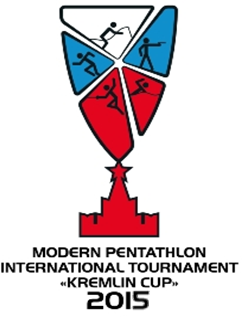 MODERN PENTATHLON
INTERNATIONAL TOURNAMENT
«KREMLIN CUP»
2015